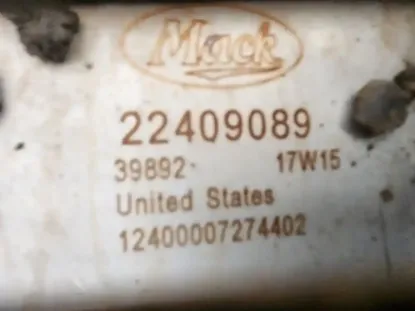 Mack
22409089
39892 17W15
United States
12400007274402